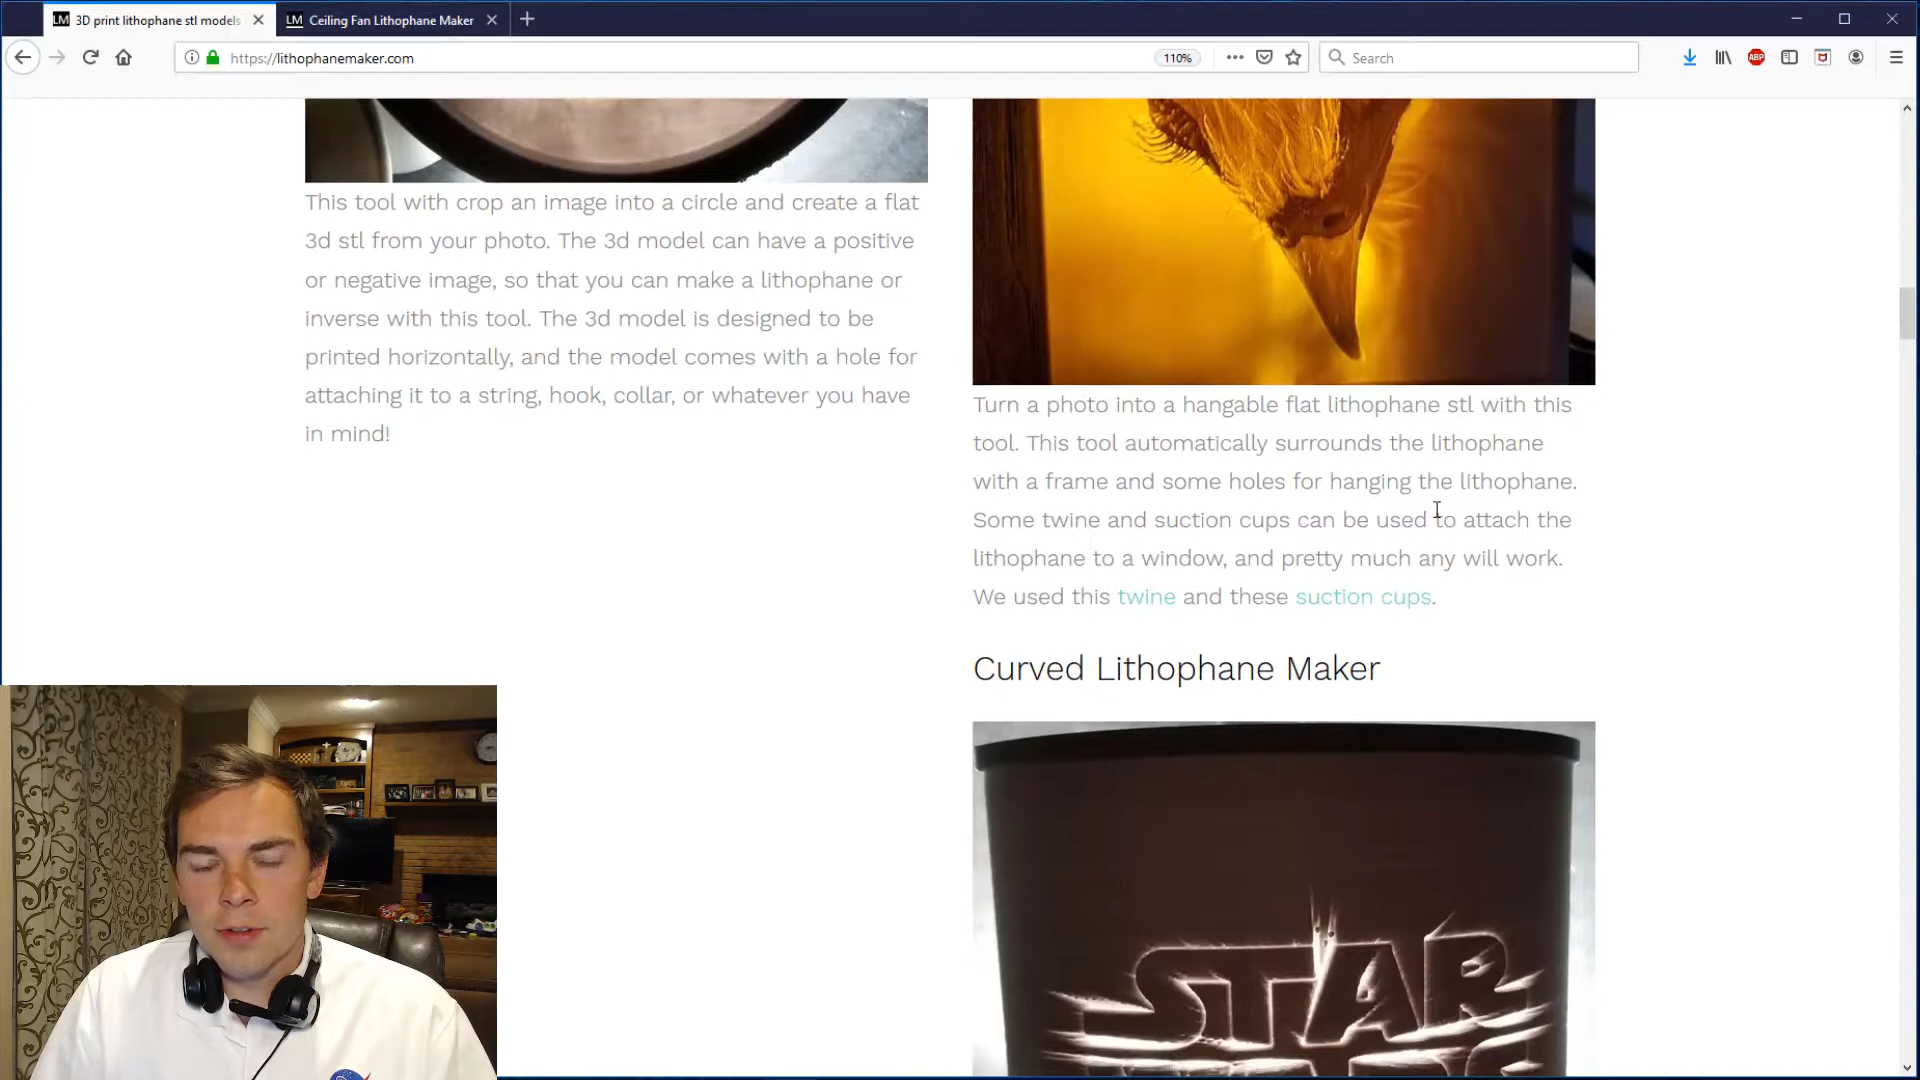 LM 3D print lithophane stl models
LM Ceiling Fan Lithophane Maker
https://lithophanemaker.com
110%
Search
ABP
This tool with crop an image into a circle and create a flat
3d stl from your photo. The 3d model can have a positive
or negative image, so that you can make a lithophane or
inverse with this tool. The 3d model is designed to be
printed horizontally, and the model comes with a hole for
attaching it to a string, hook, collar, or whatever you have
in mind!
Turn a photo into a hangable flat lithophane stl with this
tool. This tool automatically surrounds the lithophane
with a frame and some holes for hanging the lithophane.
Some twine and suction cups can be used to attach the
lithophane to a window, and pretty much any will work.
We used this twine and these suction cups.
Curved Lithophane Maker
STAR